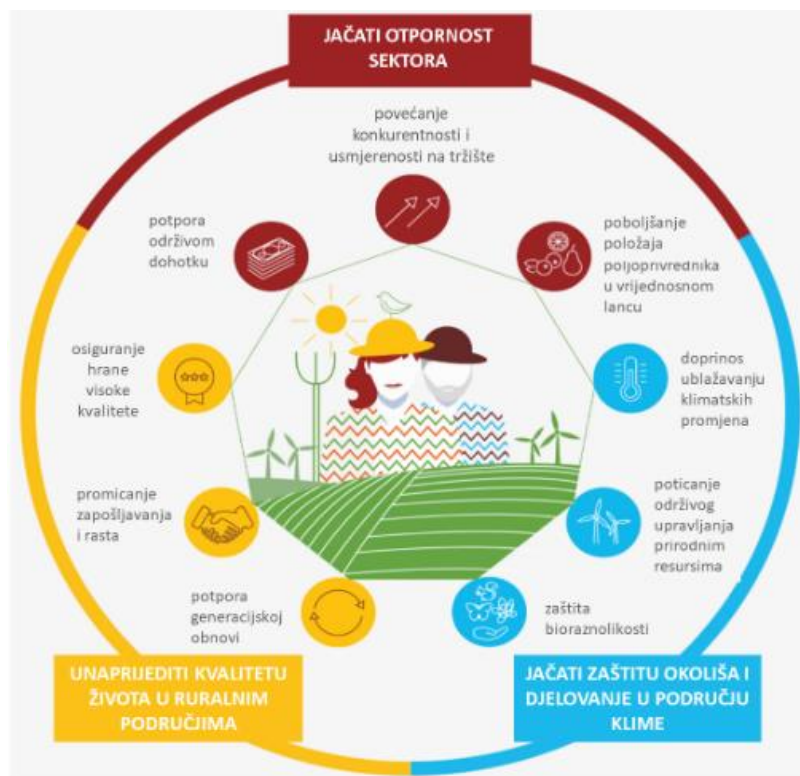 JAČATI OTPORNOST
SEKTORA
povećanje
konkurentnosti i
usmjerenosti na tržište
potpora
održivom
dohotku
poboljšanje
položaja
poljoprivrednika
u vrijednosnom
lancu
osiguranje
hrane
visoke
kvalitete
doprinos
ublažavanju
klimatskih
promjena
promicanje
zapošljavanja
i rasta
poticanje
održivog
upravljanja
prirodnim
resursima
potpora
generacijskoj
obnovi
zaštita
bioraznolikosti
UNAPRIJEDITI KVALITETU
ŽIVOTA U RURALNIM
PODRUČJIMA
JAČATI ZAŠTITU OKOLIŠA I
DJELOVANJE U PODRUČJU
KLIME